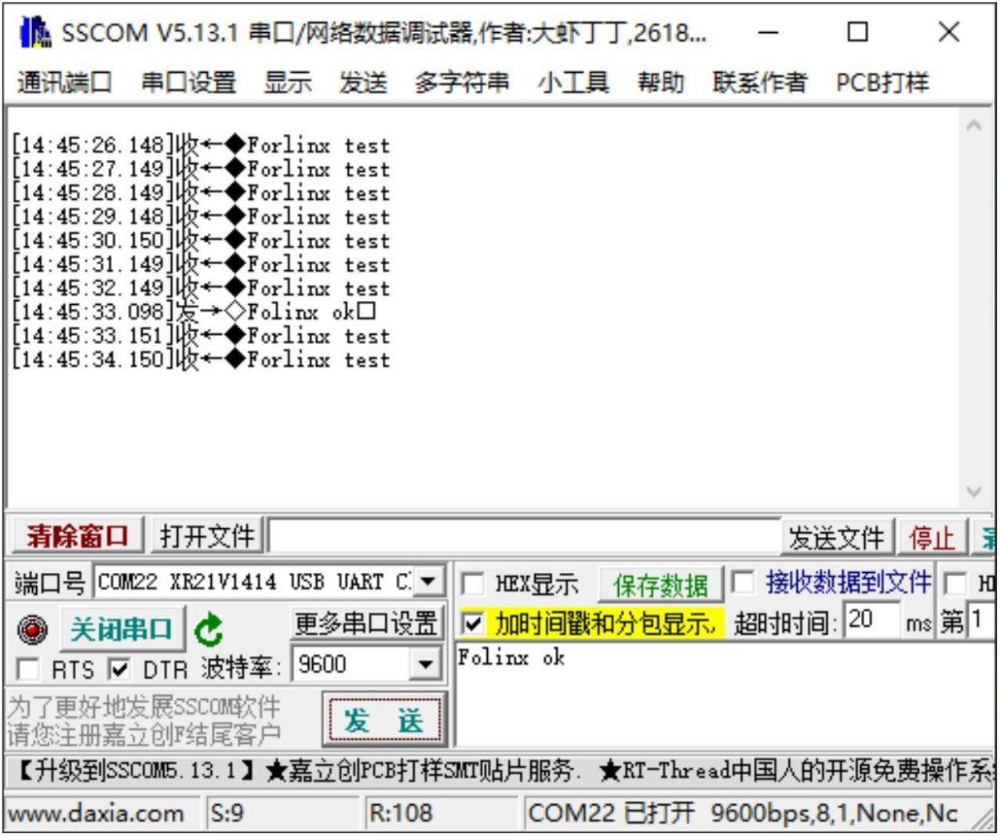 SSCOM V5.13.1 串口/网络数据调试器,作者:大虾丁丁,2618...
通讯端口 串口设置 显示 发送 多字符串 小工具 帮助 联系作者 PCB打样
[14:45:26.148]收←◆Forlinx test
[14:45:27.149]收←◆Forlinx test
[14:45:28.149]收←◆Forlinx test
[14:45:29.148]收←◆Forlinx test
[14:45:30.150]收←◆Forlinx test
[14:45:31.149]收←◆Forlinx test
[14:45:32.149]收←◆Forlinx test
[14:45:33.098]发→◇Folinx ok□
[14:45:33.151]收←◆Forlinx test
[14:45:34.150]收←◆Forlinx test
清除窗口 打开文件 发送文件 停止
端口号 COM22 XR21V1414 USB UART C. HEX显示 保存数据 接收数据到文件
关闭串口 更多串口设置 加时间戳和分包显示, 超时时间: 20 ms 第 1
RTS DTR 波特率: 9600 Folinx ok
为了更好地发展SSCOM软件
请您注册嘉立创F结尾客户
发 送
【升级到SSCOM5.13.1】★嘉立创PCB打样SMT贴片服务. ★RT-Thread中国人的开源免费操作系
www.daxia.com S:9 R:108 COM22 已打开 9600bps,8,1,None,Nc